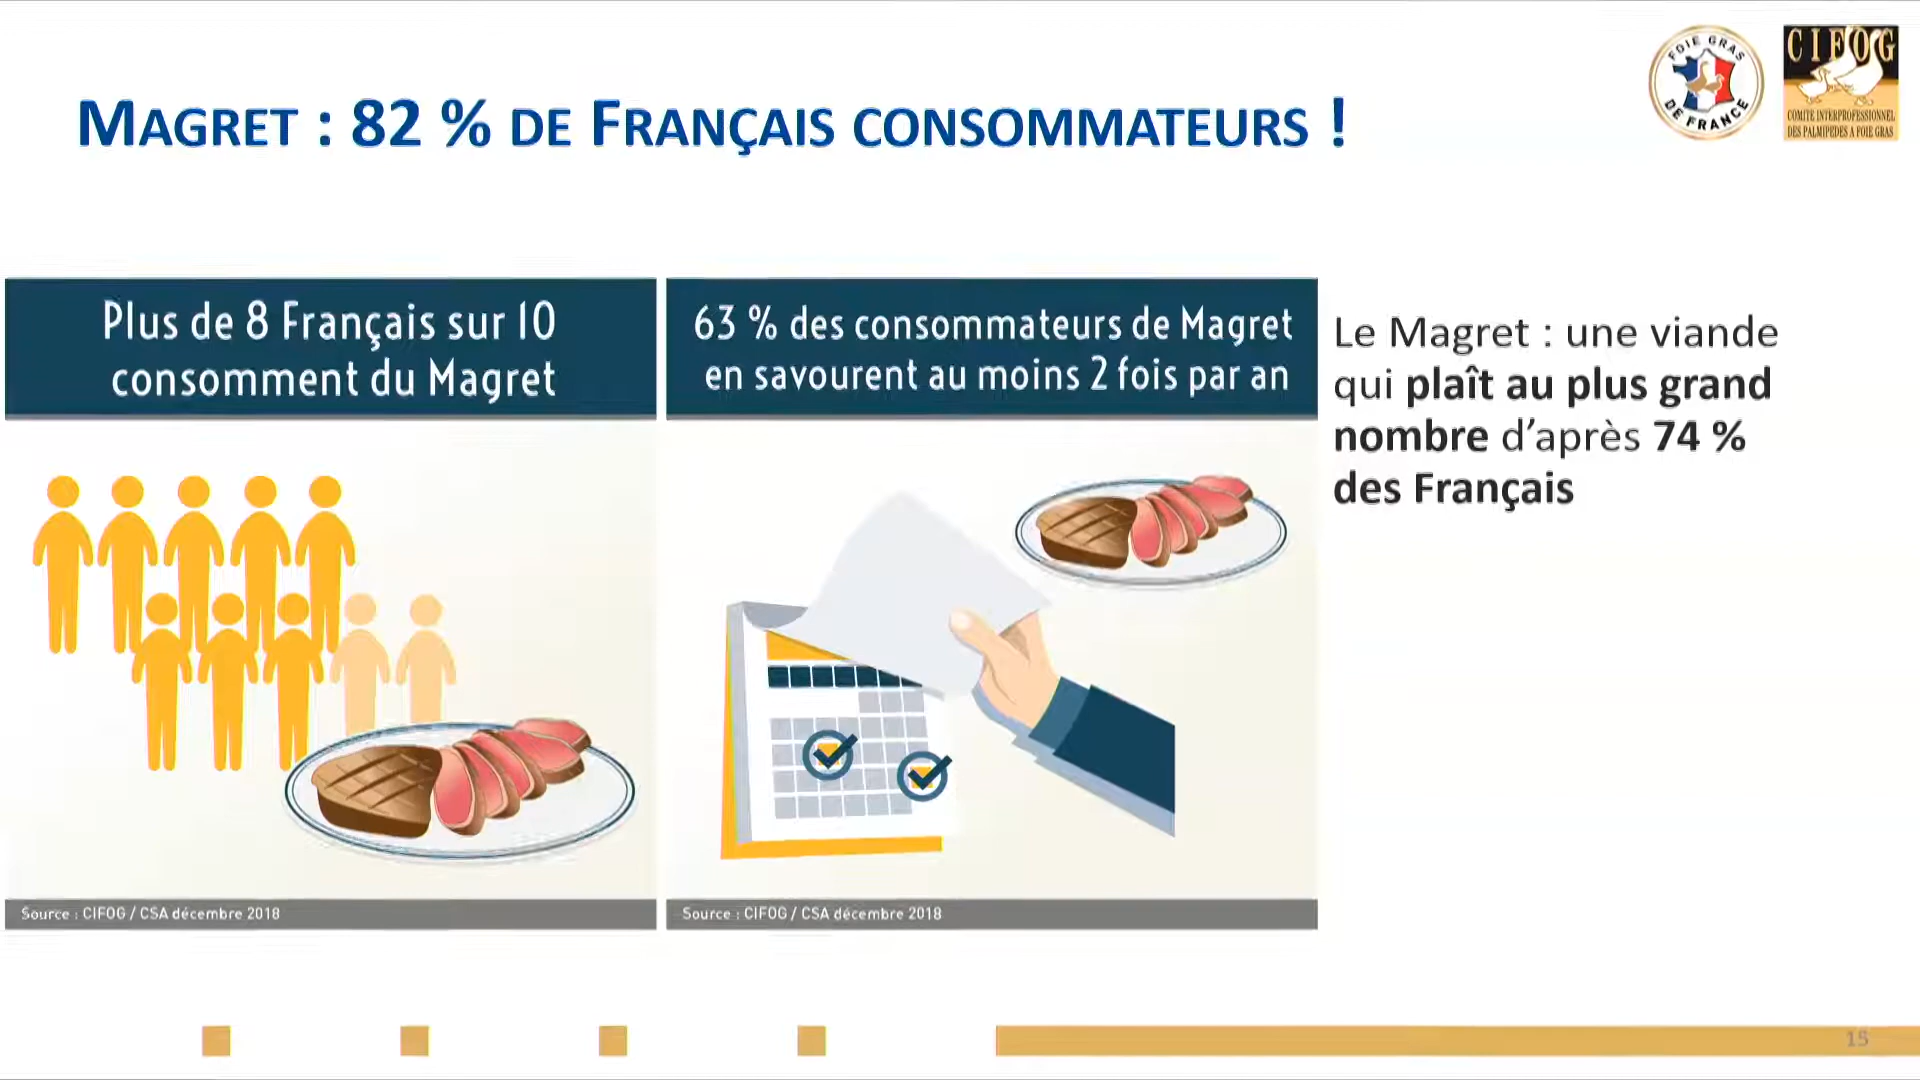 MAGRET : 82 % DE FRANÇAIS CONSOMMATEURS !
FOIE GRAS
DE FRANCE
CIFOG
COMITE INTERPROFESSIONNEL
DES PALMIPEDES A FOIE GRAS
Plus de 8 Français sur 10
consomment du Magret
Source : CIFOG / CSA décembre 2018
63 % des consommateurs de Magret
en savourent au moins 2 fois par an
Source : CIFOG / CSA décembre 2018
Le Magret : une viande
qui plaît au plus grand
nombre d’après 74 %
des Français
15